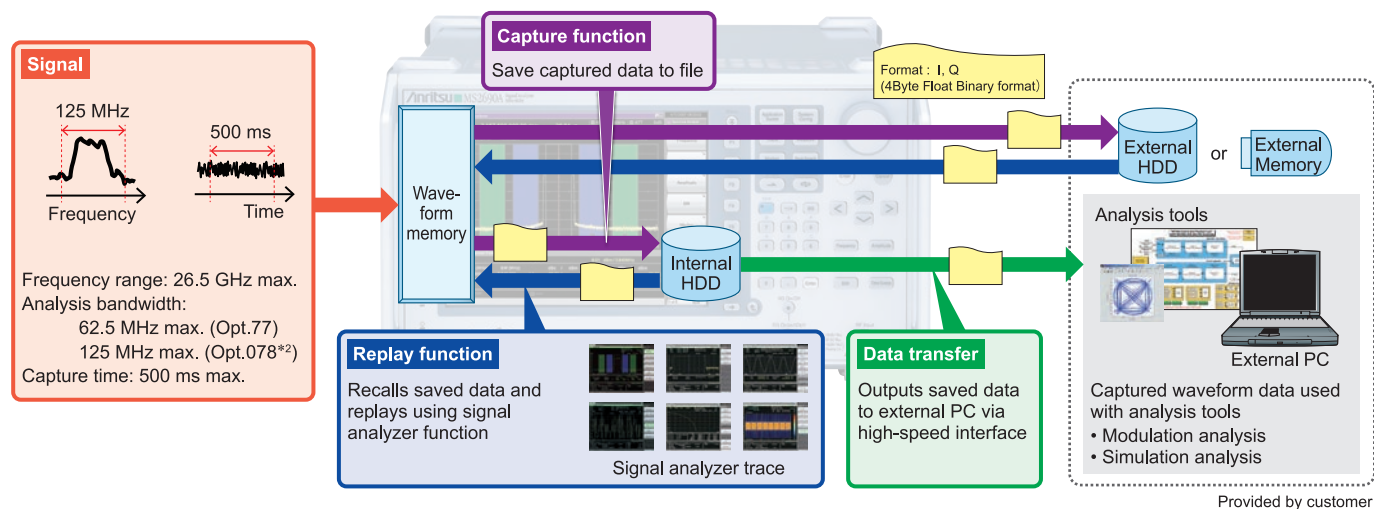 Signal
125 MHz
500 ms
Frequency
Time
Frequency range: 26.5 GHz max.
Analysis bandwidth:
62.5 MHz max. (Opt.77)
125 MHz max. (Opt.078*2)
Capture time: 500 ms max.
Capture function
Save captured data to file
Anritsu MS2690A
Wave-
form
memory
Format : I, Q
(4Byte Float Binary format)
External
HDD
or
External
Memory
Internal
HDD
Replay function
Recalls saved data and
replays using signal
analyzer function
Signal analyzer trace
Data transfer
Outputs saved data
to external PC via
high-speed interface
Analysis tools
External PC
Captured waveform data used
with analysis tools
• Modulation analysis
• Simulation analysis
Provided by customer